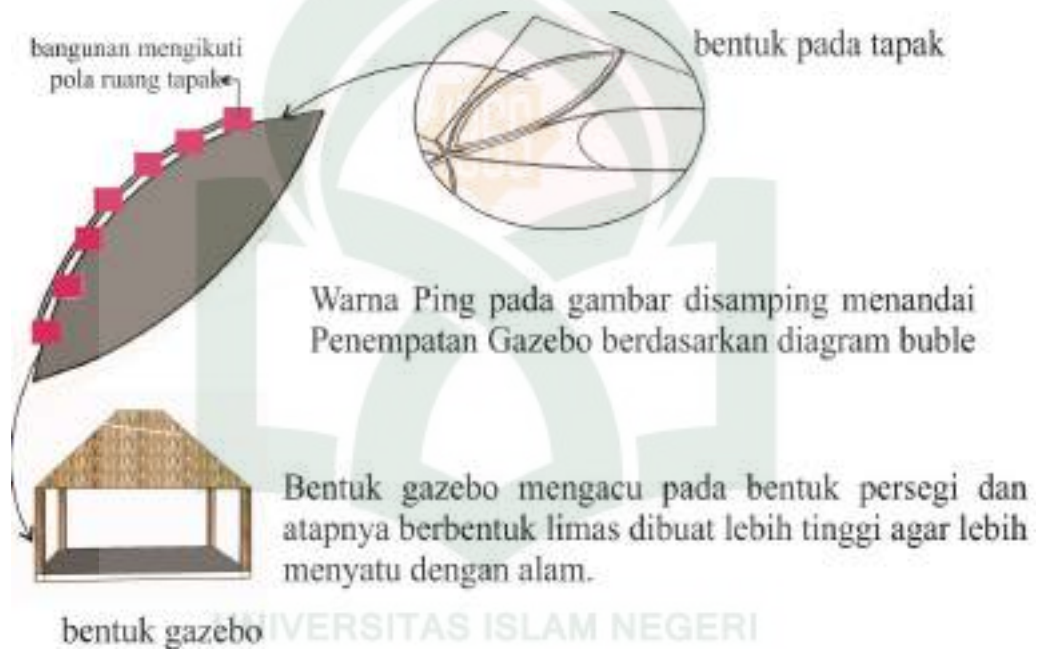 bangunan mengikuti
pola ruang tapak
bentuk pada tapak
Warna Ping pada gambar disamping menandai
Penempatan Gazebo berdasarkan diagram buble
Bentuk gazebo mengacu pada bentuk persegi dan
atapnya berbentuk limas dibuat lebih tinggi agar lebih
menyatu dengan alam.
bentuk gazebo
UNIVERSITAS ISLAM NEGERI